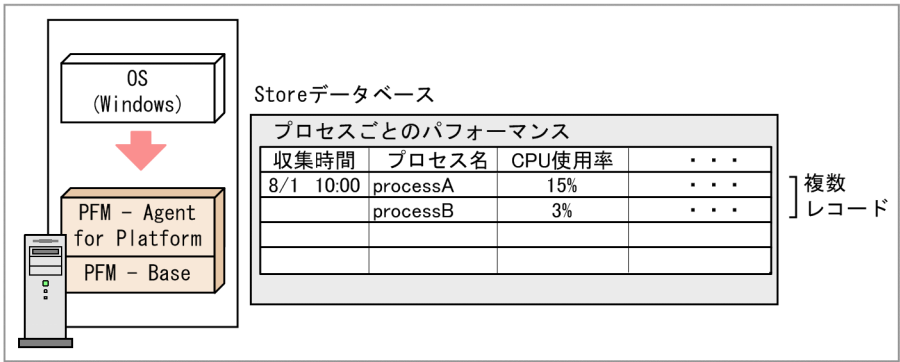 OS
(Windows)
PFM - Agent
for Platform
PFM - Base
Storeデータベース
プロセスごとのパフォーマンス
収集時間 プロセス名 CPU使用率 ・・・
8/1 10:00 processA 15% ・・・
processB 3% ・・・
複数
レコード